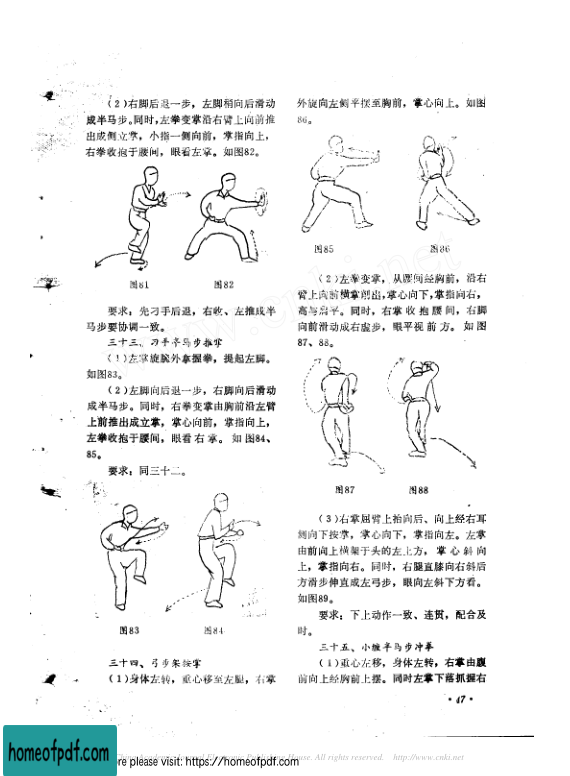 (2)右脚后退一步，左脚稍向后滑动
成半马步。同时，左拳变掌沿右臂上向前推
出成侧立掌，小指一侧向前，掌指向上，
右拳收抱于腰间，眼看左掌。如图82。
图81
图82
要求：先刁手后退，右收、左推成半
马步要协调一致。
三十三、刁手半马步推掌
(1)左掌旋腕外拿握拳，提起左脚。
如图83。
(2)左脚向后退一步，右脚向后滑动
成半马步。同时，右拳变掌由胸前沿左臂
上前推出成立掌，掌心向前，掌指向上，
左拳收抱于腰间，眼看右掌。如图84、
85。
要求：同三十二。
图83
图84
三十四、弓步架按掌
(1)身体左转，重心移至左腿，右掌
外旋向左侧平摆至胸前，掌心向上。如图
86。
图85
图86
(2)左拳变掌，从腰间经胸前，沿右
臂上向前横掌削出，掌心向下，掌指向右，
高与肩平。同时，右掌收抱腰间，右脚
向前滑动成右虚步，眼平视前方。如图
87、88。
图87
图88
(3)右掌屈臂上抬向后、向上经右耳
侧向下按掌，掌心向下，掌指向左。左掌
由前向上横架于头的左上方，掌心斜向
上，掌指向右。同时，右腿直膝向右斜后
方滑步伸直成左弓步，眼向左斜下方看。
如图89。
要求：下上动作一致、连贯，配合及
时。
三十五、小缠半马步冲拳
(1)重心左移，身体左转，右掌由腹
前向上经胸前上摆。同时左掌下落抓握右
·47·
House. All rights reserved. http://www.cnki.net
homeofpdf.com
ore please visit: https://homeofpdf.com